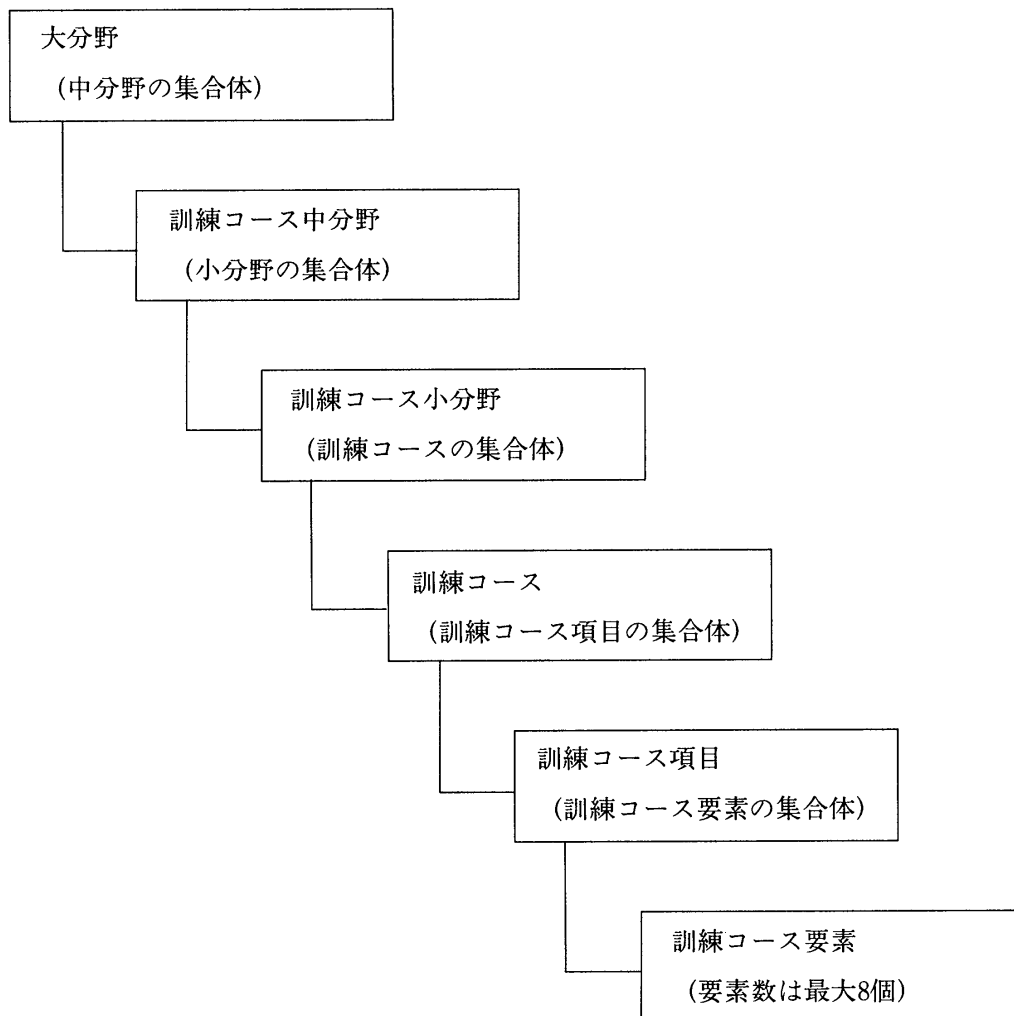 大分野
(中分野の集合体)
訓練コース中分野
(小分野の集合体)
訓練コース小分野
(訓練コースの集合体)
訓練コース
(訓練コース項目の集合体)
訓練コース項目
(訓練コース要素の集合体)
訓練コース要素
(要素数は最大8個)